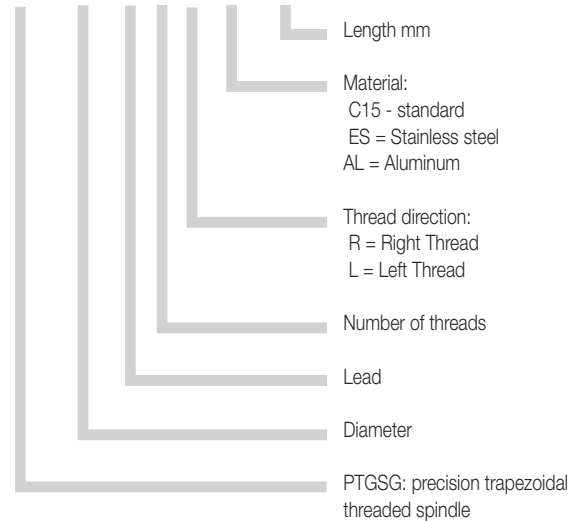 Length mm
Material:
C15 - standard
ES = Stainless steel
AL = Aluminum
Thread direction:
R = Right Thread
L = Left Thread
Number of threads
Lead
Diameter
PTGSG: precision trapezoidal
threaded spindle